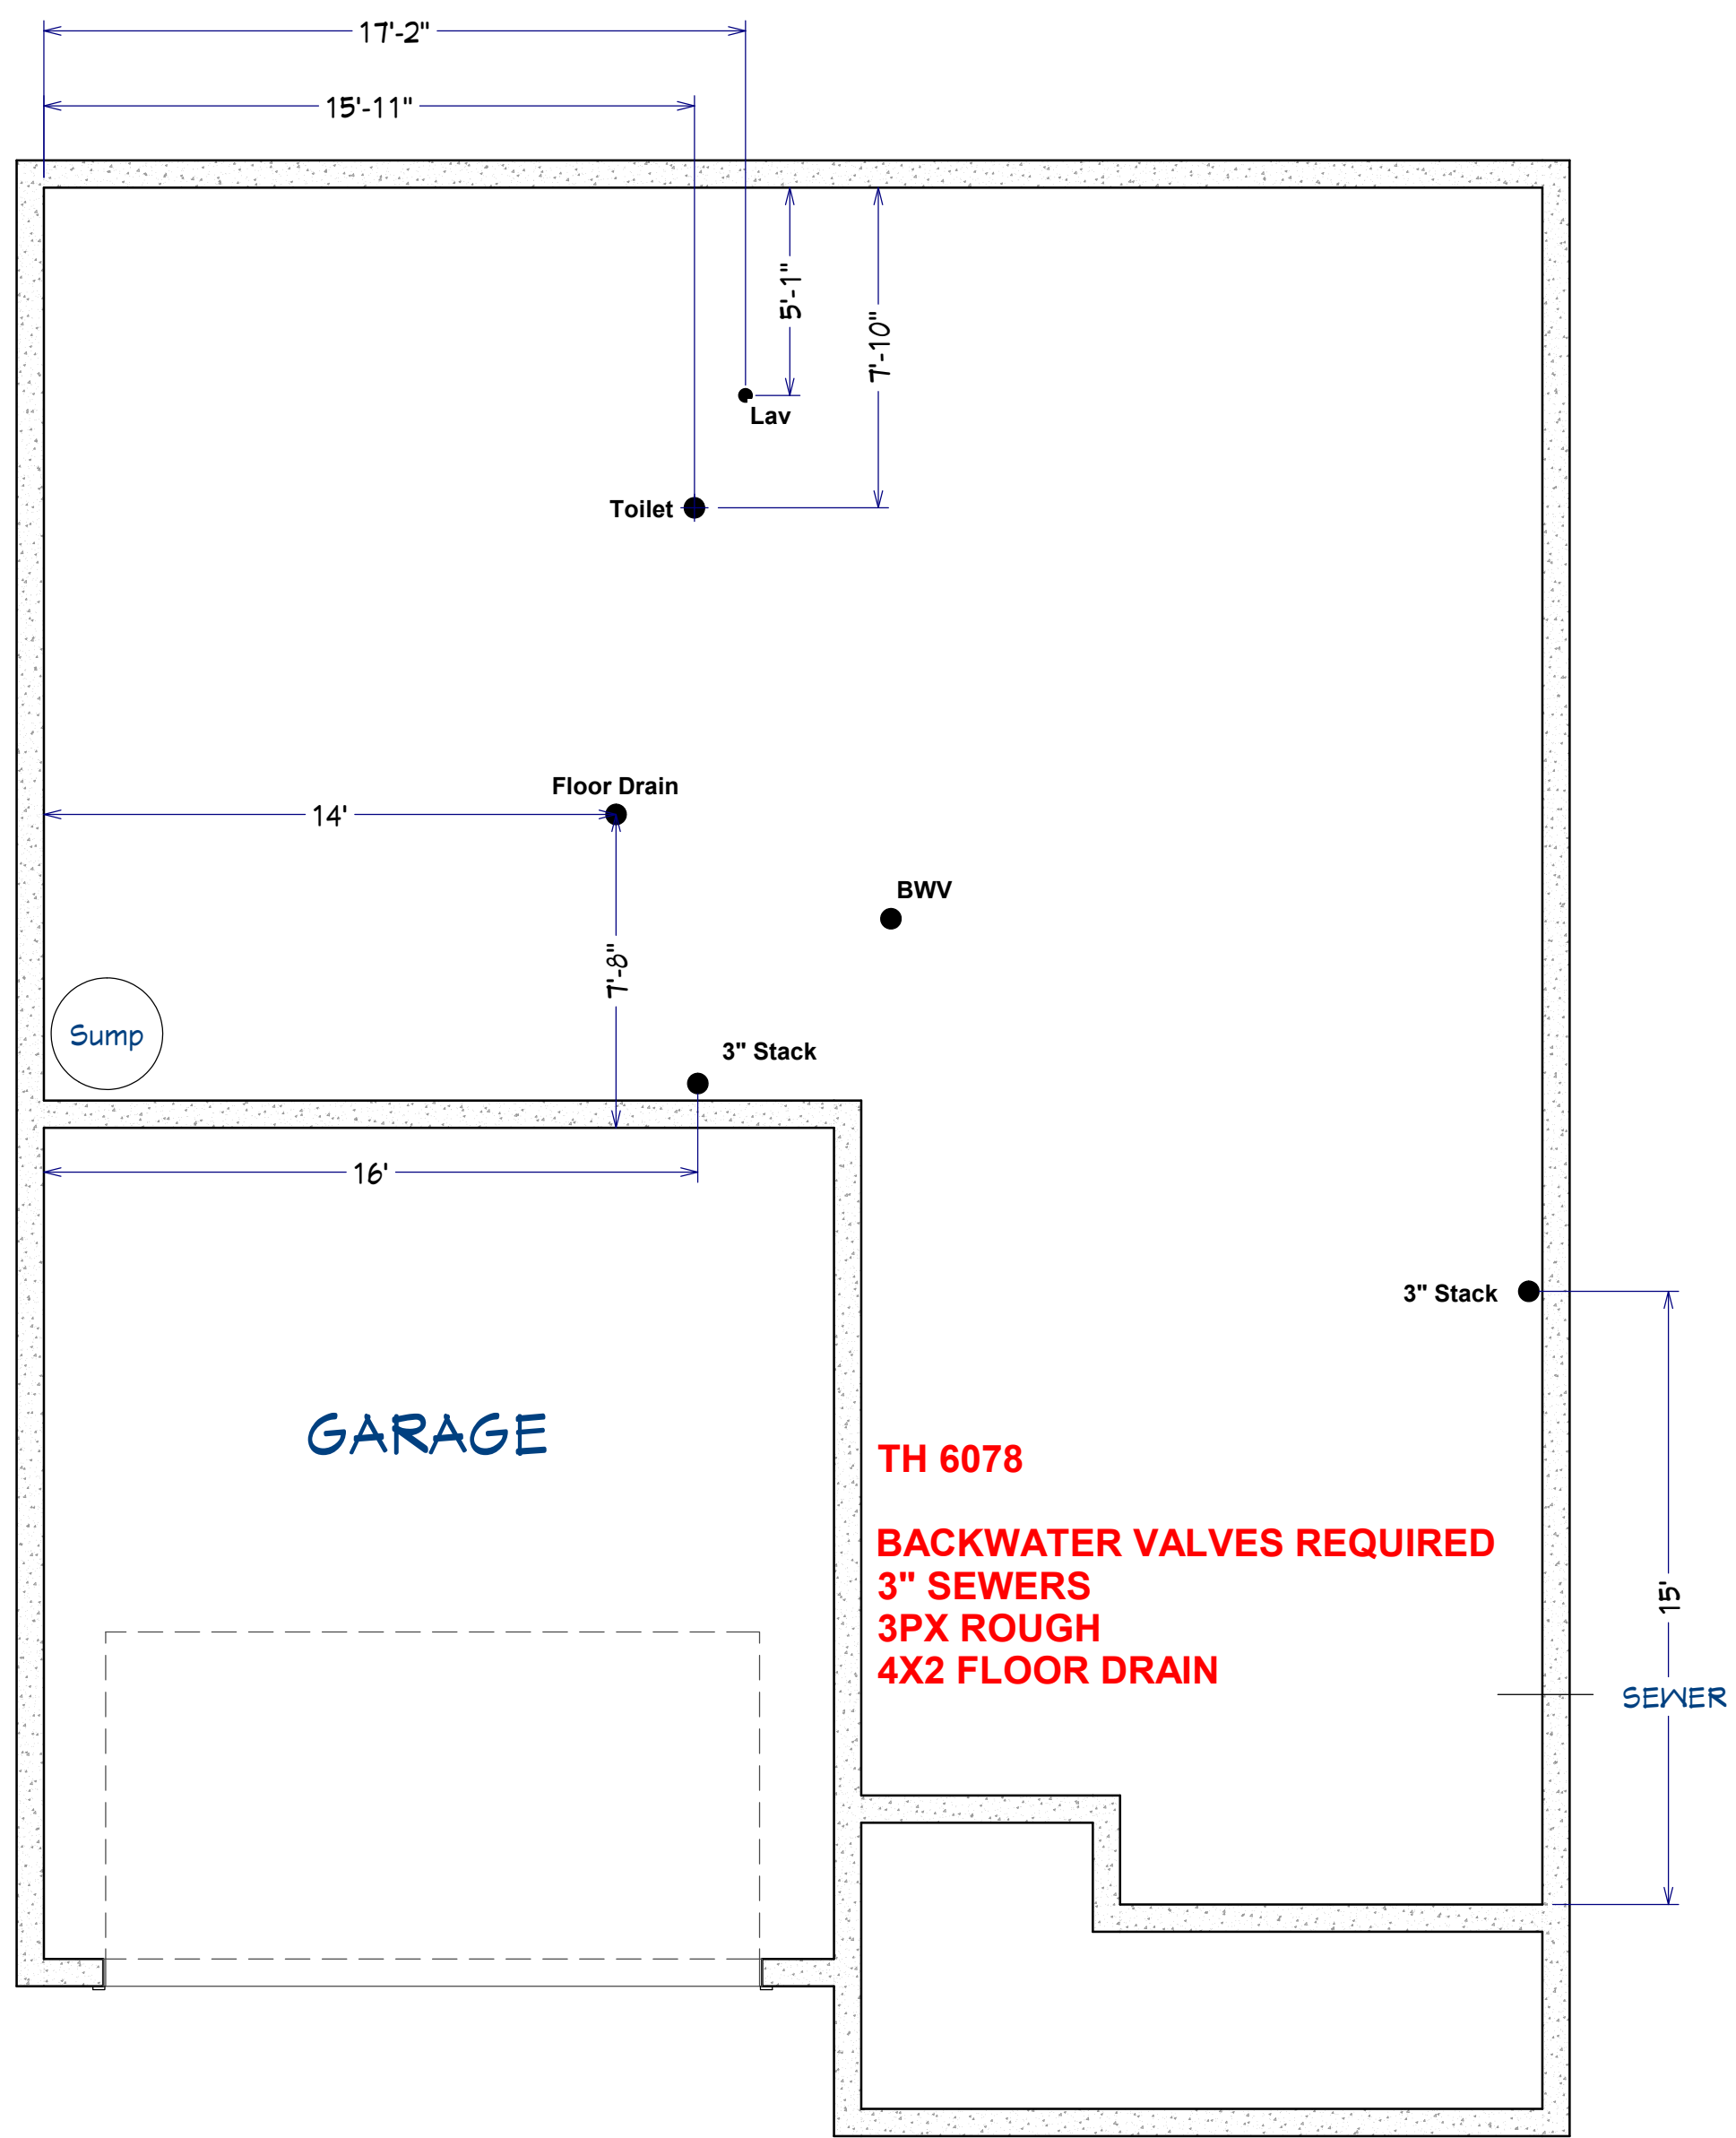 17'-2"
15'-11"
5'-1"
7'-10"
Lav
Toilet
Floor Drain
14'
BWV
7'-8"
Sump
3" Stack
16'
3" Stack
GARAGE
TH 6078
BACKWATER VALVES REQUIRED
3" SEWERS
3PX ROUGH
4X2 FLOOR DRAIN
15'
SEWER